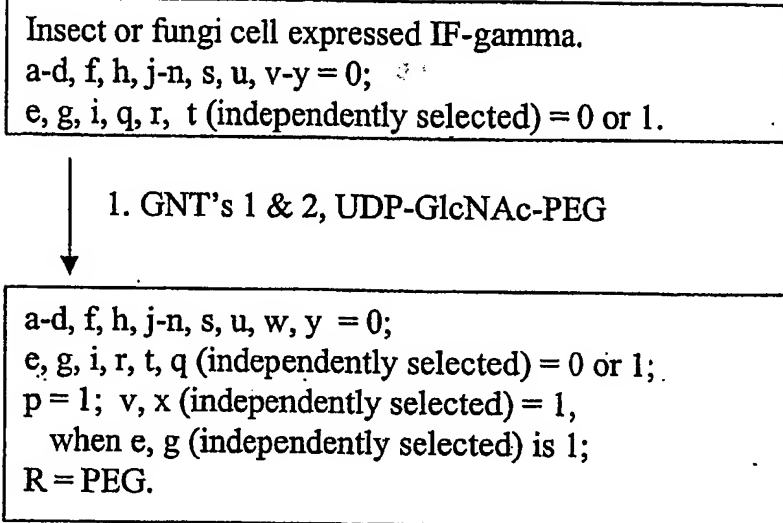 Insect or fungi cell expressed IF-gamma.
a-d, f, h, j-n, s, u, v-y = 0;
e, g, i, q, r, t (independently selected) = 0 or 1.
1. GNT's 1 & 2, UDP-GlcNAc-PEG
a-d, f, h, j-n, s, u, w, y = 0;
e, g, i, r, t, q (independently selected) = 0 or 1;
p = 1; v, x (independently selected) = 1,
when e, g (independently selected) is 1;
R = PEG.